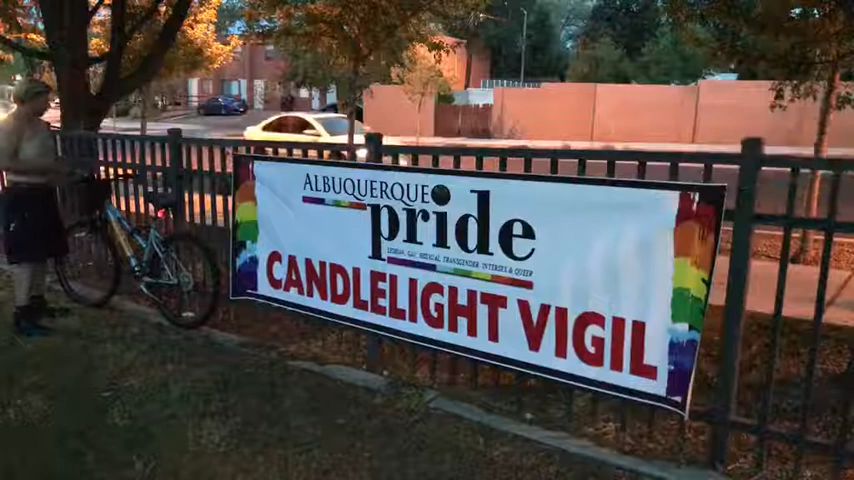 ALBUQUERQUE
pride
LESBIAN, GAY, BISEXUAL, TRANSGENDER, INTERSEX & QUEER
CANDLELIGHT VIGIL